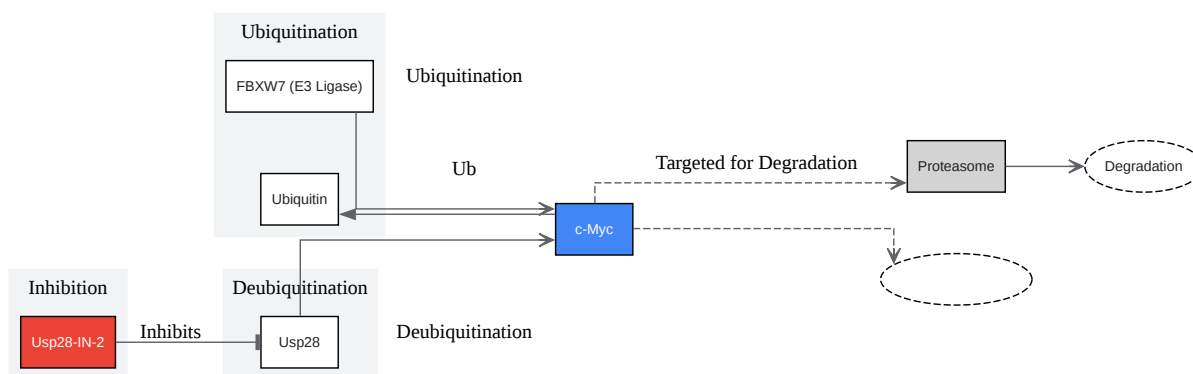 Ubiquitination
FBXW7 (E3 Ligase)
Ubiquitination
Ub
Targeted for Degradation
Proteasome
Degradation
Ubiquitin
c-Myc
Inhibition
Deubiquitination
Usp28-IN-2
Inhibits
Usp28
Deubiquitination